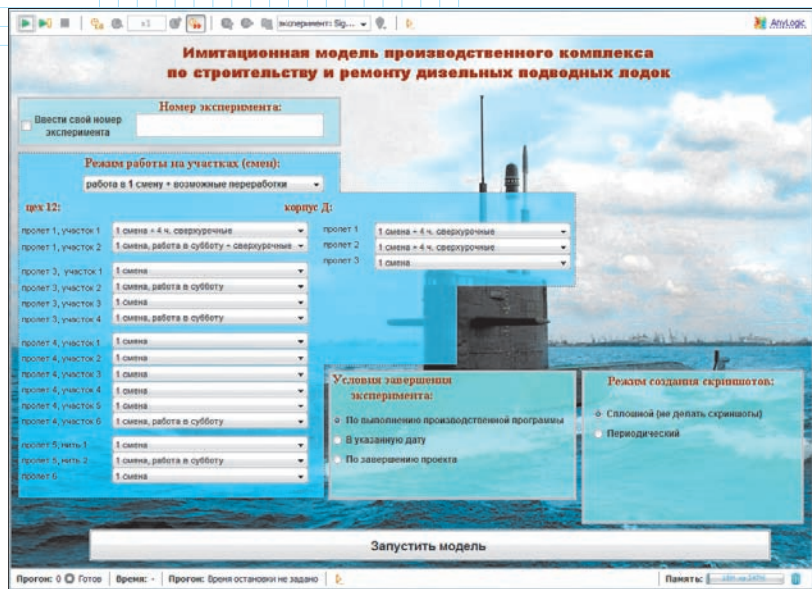 x1
эксперимент: Sig...
AnyLogic
Имитационная модель производственного комплекса
по строительству и ремонту дизельных подводных лодок
Номер эксперимента:
Ввести свой номер
эксперимента
Режим работы на участках (смен):
работа в 1 смену + возможные переработки
цех 12:
корпус Д:
пролет 1, участок 1 1 смена + 4 ч. сверхурочные
пролет 1, участок 2 1 смена, работа в субботу + сверхурочные
пролет 3, участок 1 1 смена
пролет 3, участок 2 1 смена, работа в субботу
пролет 3, участок 3 1 смена
пролет 3, участок 4 1 смена, работа в субботу
пролет 4, участок 1 1 смена
пролет 4, участок 2 1 смена
пролет 4, участок 3 1 смена
пролет 4, участок 4 1 смена
пролет 4, участок 5 1 смена
пролет 4, участок 6 1 смена, работа в субботу
пролет 5, нить 1 1 смена
пролет 5, нить 2 1 смена, работа в субботу
пролет 6 1 смена
пролет 1 1 смена + 4 ч. сверхурочные
пролет 2 1 смена + 4 ч. сверхурочные
пролет 3 1 смена
Условия завершения
эксперимента:
По выполнению производственной программы
В указанную дату
По завершению проекта
Режим создания скриншотов:
Сплошной (не делать скриншоты)
Периодический
Запустить модель
Прогон: 0 Готов Время: - Прогон: Время остановки не задано Память: